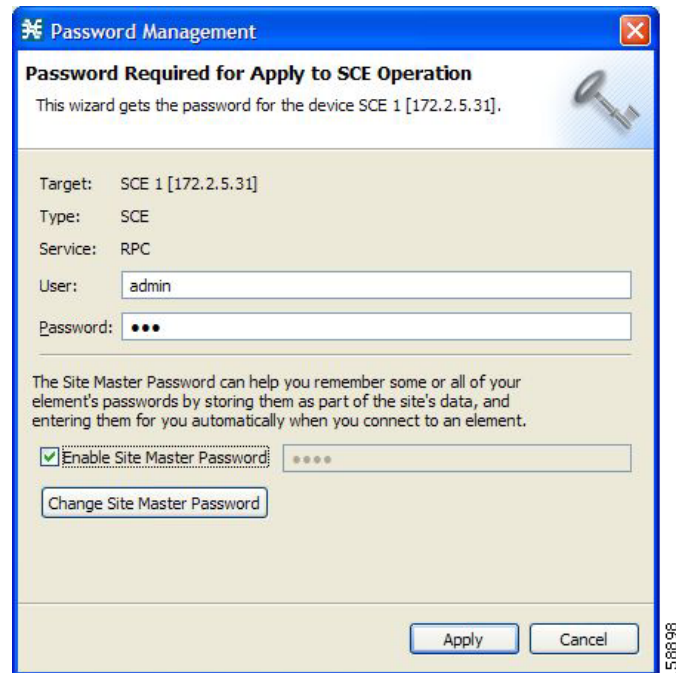 Password Management
Password Required for Apply to SCE Operation
This wizard gets the password for the device SCE 1 [172.2.5.31].
Target: SCE 1 [172.2.5.31]
Type: SCE
Service: RPC
User: admin
Password: ●●●
The Site Master Password can help you remember some or all of your
element's passwords by storing them as part of the site's data, and
entering them for you automatically when you connect to an element.
Enable Site Master Password ●●●●
Change Site Master Password
Apply Cancel
58898